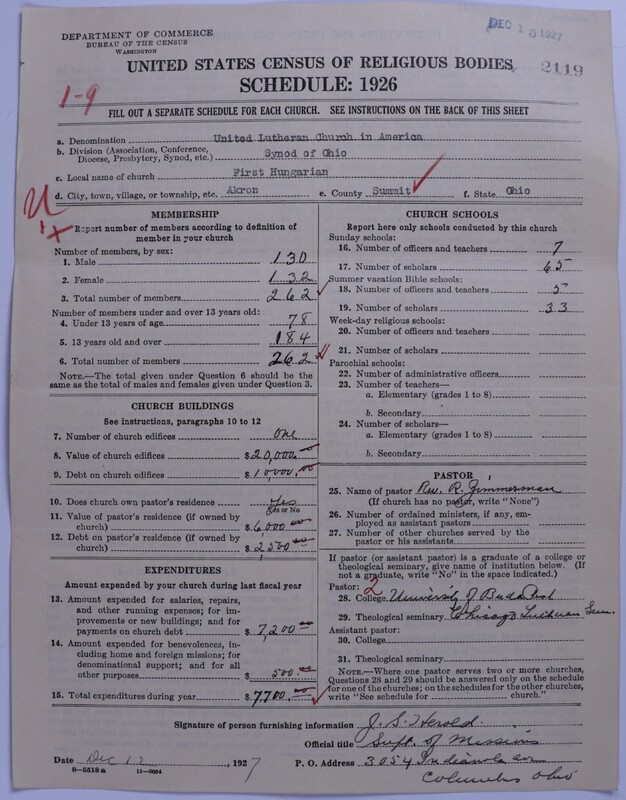 DEPARTMENT OF COMMERCE
BUREAU OF THE CENSUS
WASHINGTON
DEC 15 1927
2119
UNITED STATES CENSUS OF RELIGIOUS BODIES
SCHEDULE: 1926
1-9
FILL OUT A SEPARATE SCHEDULE FOR EACH CHURCH. SEE INSTRUCTIONS ON THE BACK OF THIS SHEET
a. Denomination United Lutheran Church in America
b. Division (Association, Conference, Diocese, Presbytery, Synod, etc.) Synod of Ohio
c. Local name of church First Hungarian
d. City, town, village, or township, etc. Akron e. County Summit f. State Ohio
MEMBERSHIP
Report number of members according to definition of
member in your church
Number of members, by sex:
1. Male 130
2. Female 132
3. Total number of members 262
Number of members under and over 13 years old:
4. Under 13 years of age 78
5. 13 years old and over 184
6. Total number of members 262
NOTE.—The total given under Question 6 should be
the same as the total of males and females given under Question 3.
CHURCH BUILDINGS
See instructions, paragraphs 10 to 12
7. Number of church edifices One
8. Value of church edifices $20,000.00
9. Debt on church edifices $10,000.00
10. Does church own pastor's residence Yes
Yes or No
11. Value of pastor's residence (if owned by
church) $6,000.00
12. Debt on pastor's residence (if owned by
church) $2,500.00
EXPENDITURES
Amount expended by your church during last fiscal year
13. Amount expended for salaries, repairs,
and other running expenses; for im-
provements or new buildings; and for
payments on church debt $7,200.00
14. Amount expended for benevolences, in-
cluding home and foreign missions; for
denominational support; and for all
other purposes $500.00
15. Total expenditures during year $7700.00
CHURCH SCHOOLS
Report here only schools conducted by this church
Sunday schools:
16. Number of officers and teachers 7
17. Number of scholars 65
Summer vacation Bible schools:
18. Number of officers and teachers 5
19. Number of scholars 33
Week-day religious schools:
20. Number of officers and teachers
21. Number of scholars
Parochial schools:
22. Number of administrative officers
23. Number of teachers—
a. Elementary (grades 1 to 8)
b. Secondary
24. Number of scholars—
a. Elementary (grades 1 to 8)
b. Secondary
PASTOR
25. Name of pastor Rev. R. Zimmerman
(If church has no pastor, write "None")
26. Number of ordained ministers, if any, em-
ployed as assistant pastors
27. Number of other churches served by the
pastor or his assistants
If pastor (or assistant pastor) is a graduate of a college or
theological seminary, give name of institution below. (If
not a graduate, write "No" in the space indicated.)
Pastor: 2
28. College University of Budapest
29. Theological seminary Chicago Lutheran Sem.
Assistant pastor:
30. College
31. Theological seminary
NOTE.—Where one pastor serves two or more churches,
Questions 28 and 29 should be answered only on the schedule
for one of the churches; on the schedules for the other churches,
write "See schedule for church."
Signature of person furnishing information J. S. Herold
Official title Supt. of Missions
Date Dec 12, 1927 P. O. Address 3054 Indianola Av
8-5518 a 11-9664
Columbus Ohio